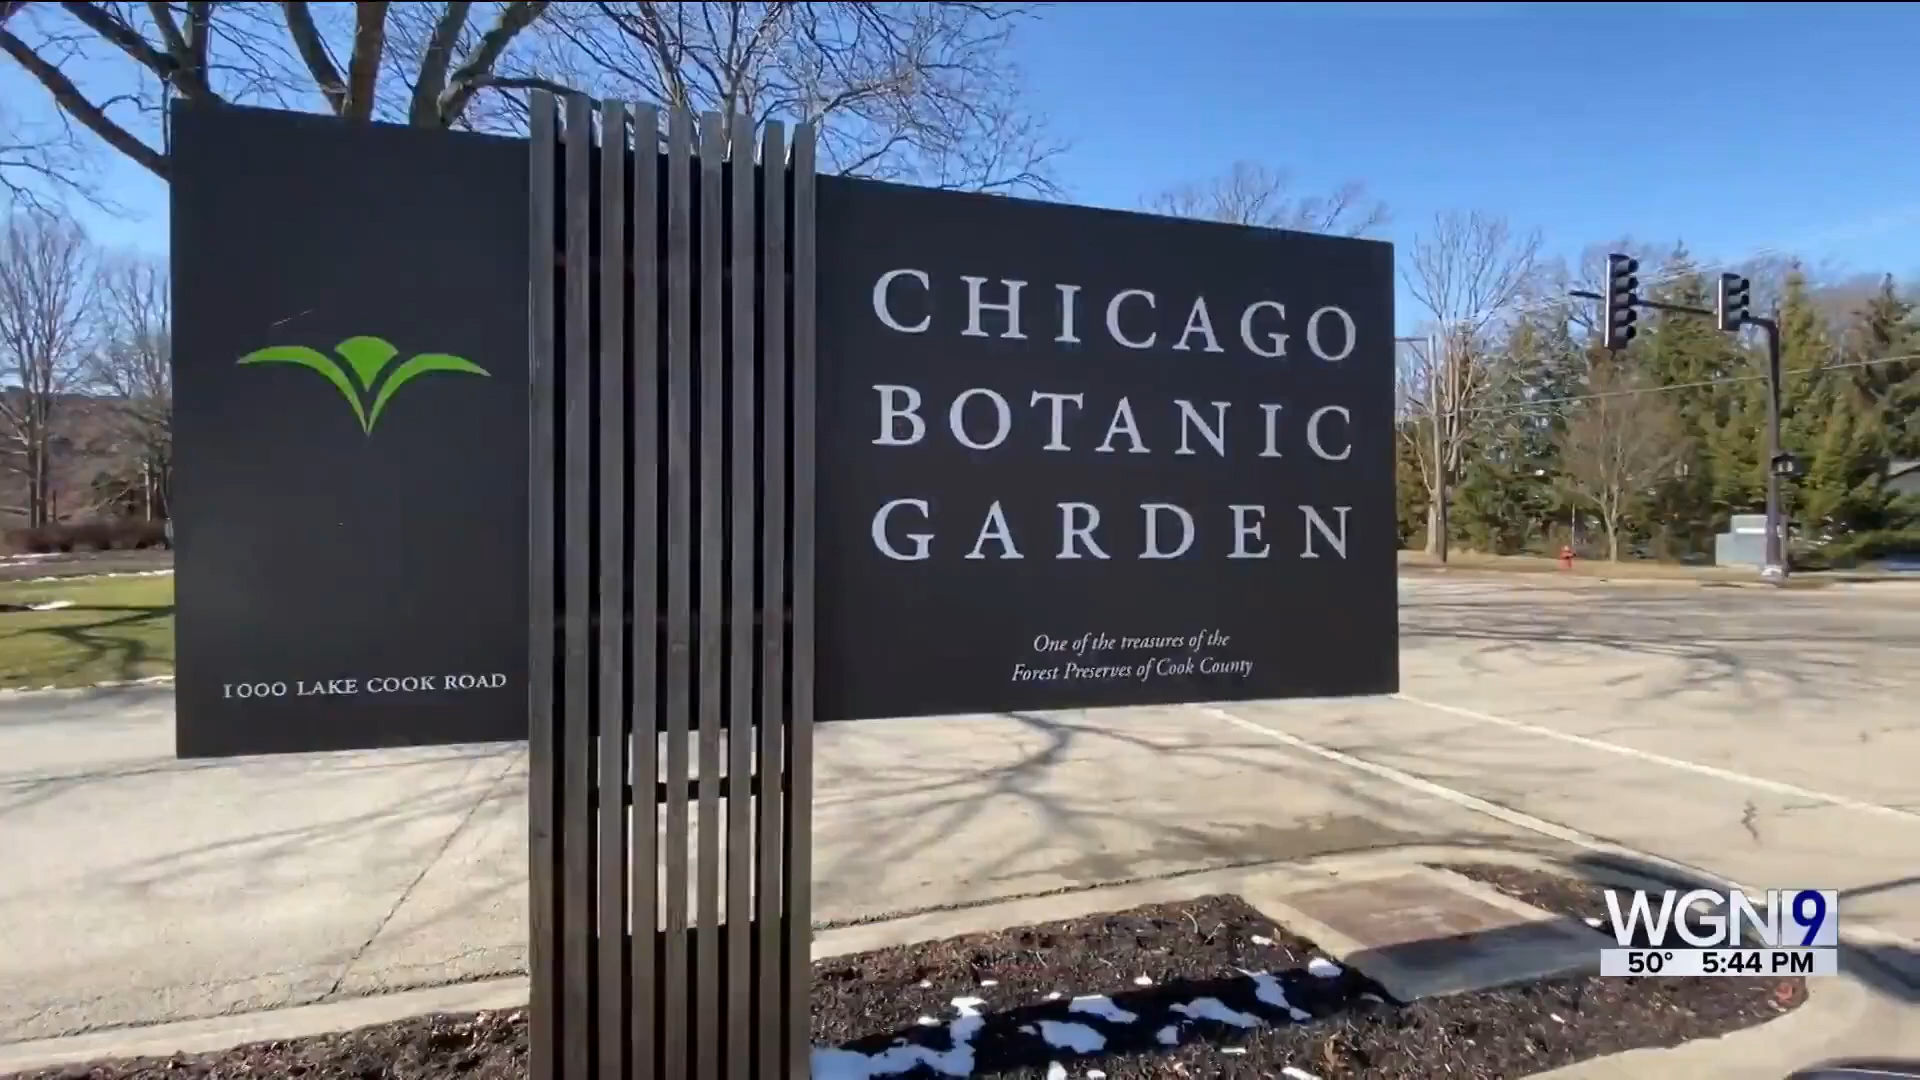 CHICAGO
BOTANIC
GARDEN
One of the treasures of the
Forest Preserves of Cook County
1000 LAKE COOK ROAD
WGN9
50° 5:44 PM